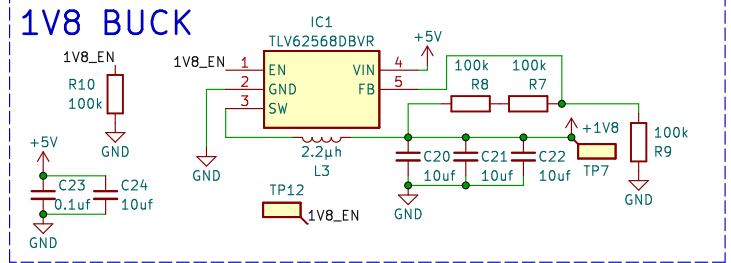 1V8 BUCK
IC1
TLV62568DBVR
+5V
1V8_EN
1V8_EN
1
EN
VIN
4
2
GND
FB
5
3
SW
R10
100k
GND
100k
R8
100k
R7
+1V8
100k
R9
TP7
GND
GND
2.2μh
L3
C20
10uf
C21
10uf
C22
10uf
GND
+5V
C23
0.1uf
C24
10uf
GND
TP12
1V8_EN